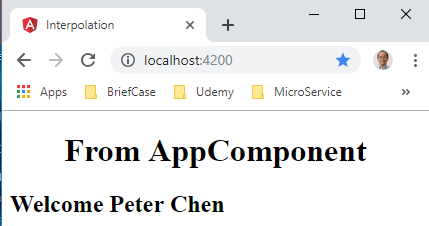 Interpolation
localhost:4200
Apps BriefCase Udemy MicroService »
From AppComponent
Welcome Peter Chen